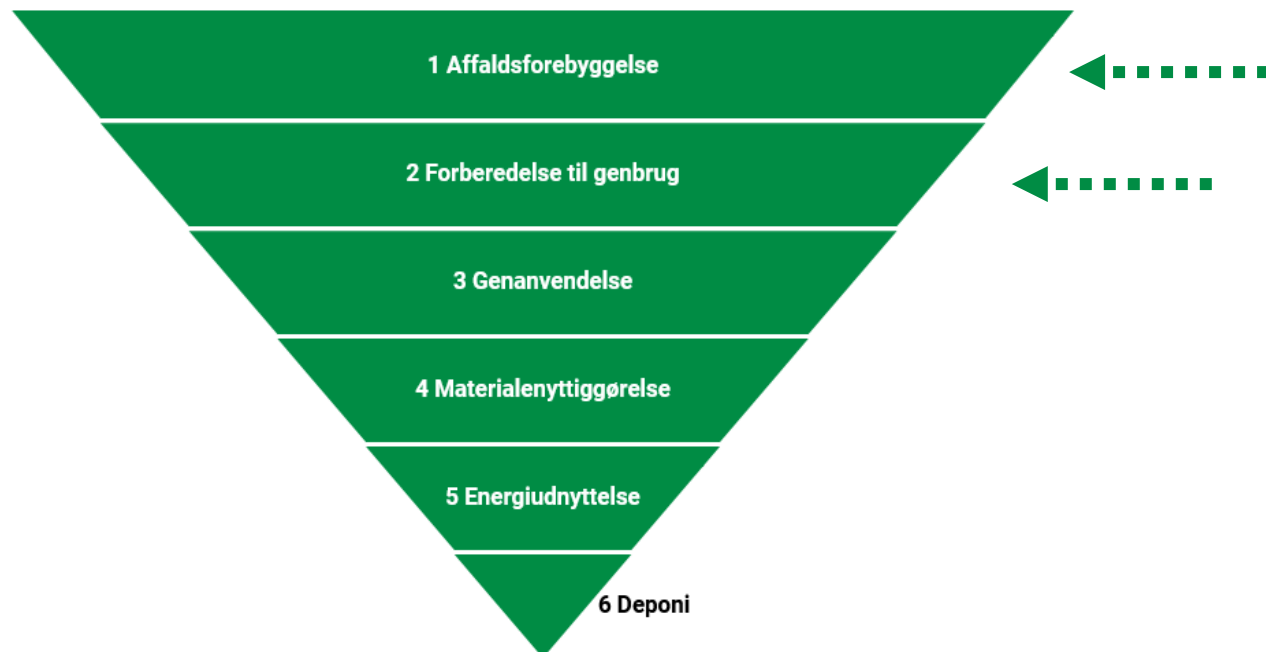 1 Affaldsforebyggelse
2 Forberedelse til genbrug
3 Genanvendelse
4 Materialenyttiggørelse
5 Energiudnyttelse
6 Deponi